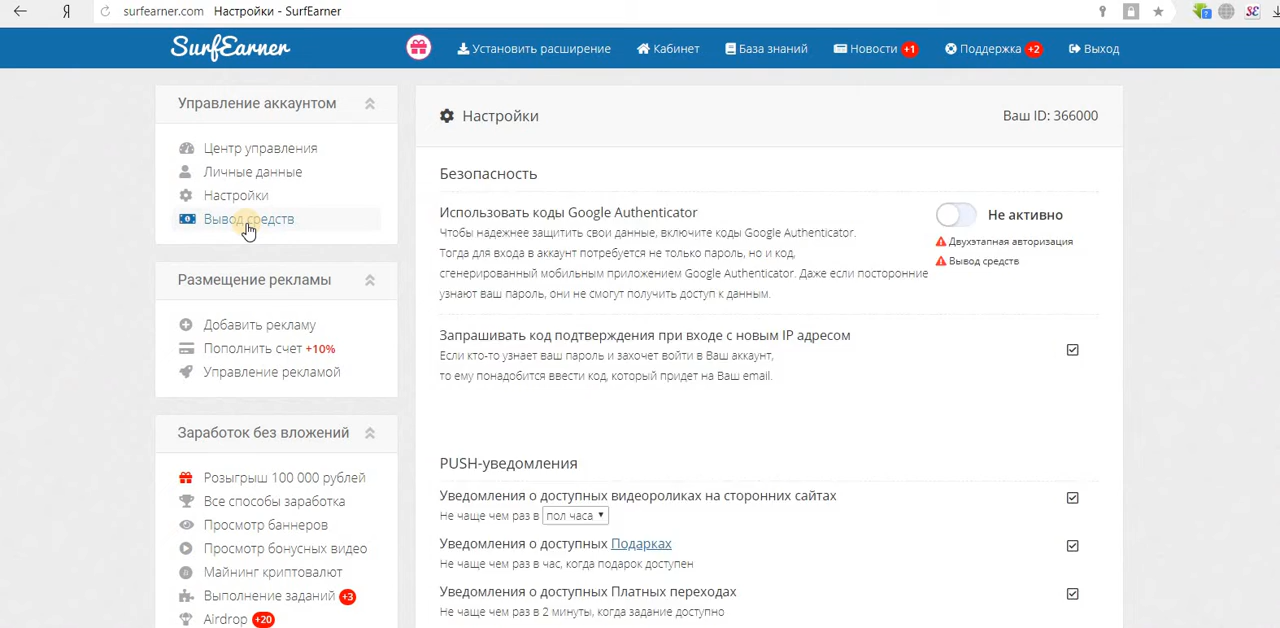 Я surfearner.com Настройки - SurfEarner
SurfEarner
Установить расширение Кабинет База знаний Новости +1 Поддержка +2 Выход
Управление аккаунтом
Центр управления
Личные данные
Настройки
Вывод средств
Размещение рекламы
Добавить рекламу
Пополнить счет +10%
Управление рекламой
Заработок без вложений
Розыгрыш 100 000 рублей
Все способы заработка
Просмотр баннеров
Просмотр бонусных видео
Майнинг криптовалют
Выполнение заданий +3
Airdrop +20
Настройки Ваш ID: 366000
Безопасность
Использовать коды Google Authenticator
Чтобы надежнее защитить свои данные, включите коды Google Authenticator.
Тогда для входа в аккаунт потребуется не только пароль, но и код,
сгенерированный мобильным приложением Google Authenticator. Даже если посторонние
узнают ваш пароль, они не смогут получить доступ к данным.
Не активно
Двухэтапная авторизация
Вывод средств
Запрашивать код подтверждения при входе с новым IP адресом
Если кто-то узнает ваш пароль и захочет войти в Ваш аккаунт,
то ему понадобится ввести код, который придет на Ваш email.
PUSH-уведомления
Уведомления о доступных видеороликах на сторонних сайтах
Не чаще чем раз в пол часа
Уведомления о доступных Подарках
Не чаще чем раз в час, когда подарок доступен
Уведомления о доступных Платных переходах
Не чаще чем раз в 2 минуты, когда задание доступно